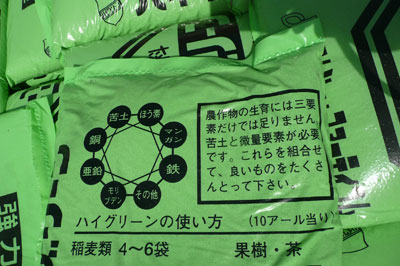 苦土
ほう素
銅
マンガン
亜鉛
鉄
モリブデン
その他
農作物の生育には三要
素だけでは足りません
苦土と微量要素が必要
です。これらを組合せ
て、良いものをたくさ
んとって下さい。
ハイグリーンの使い方 (10アール当り)
稲麦類 4〜6袋 果樹・茶
強力